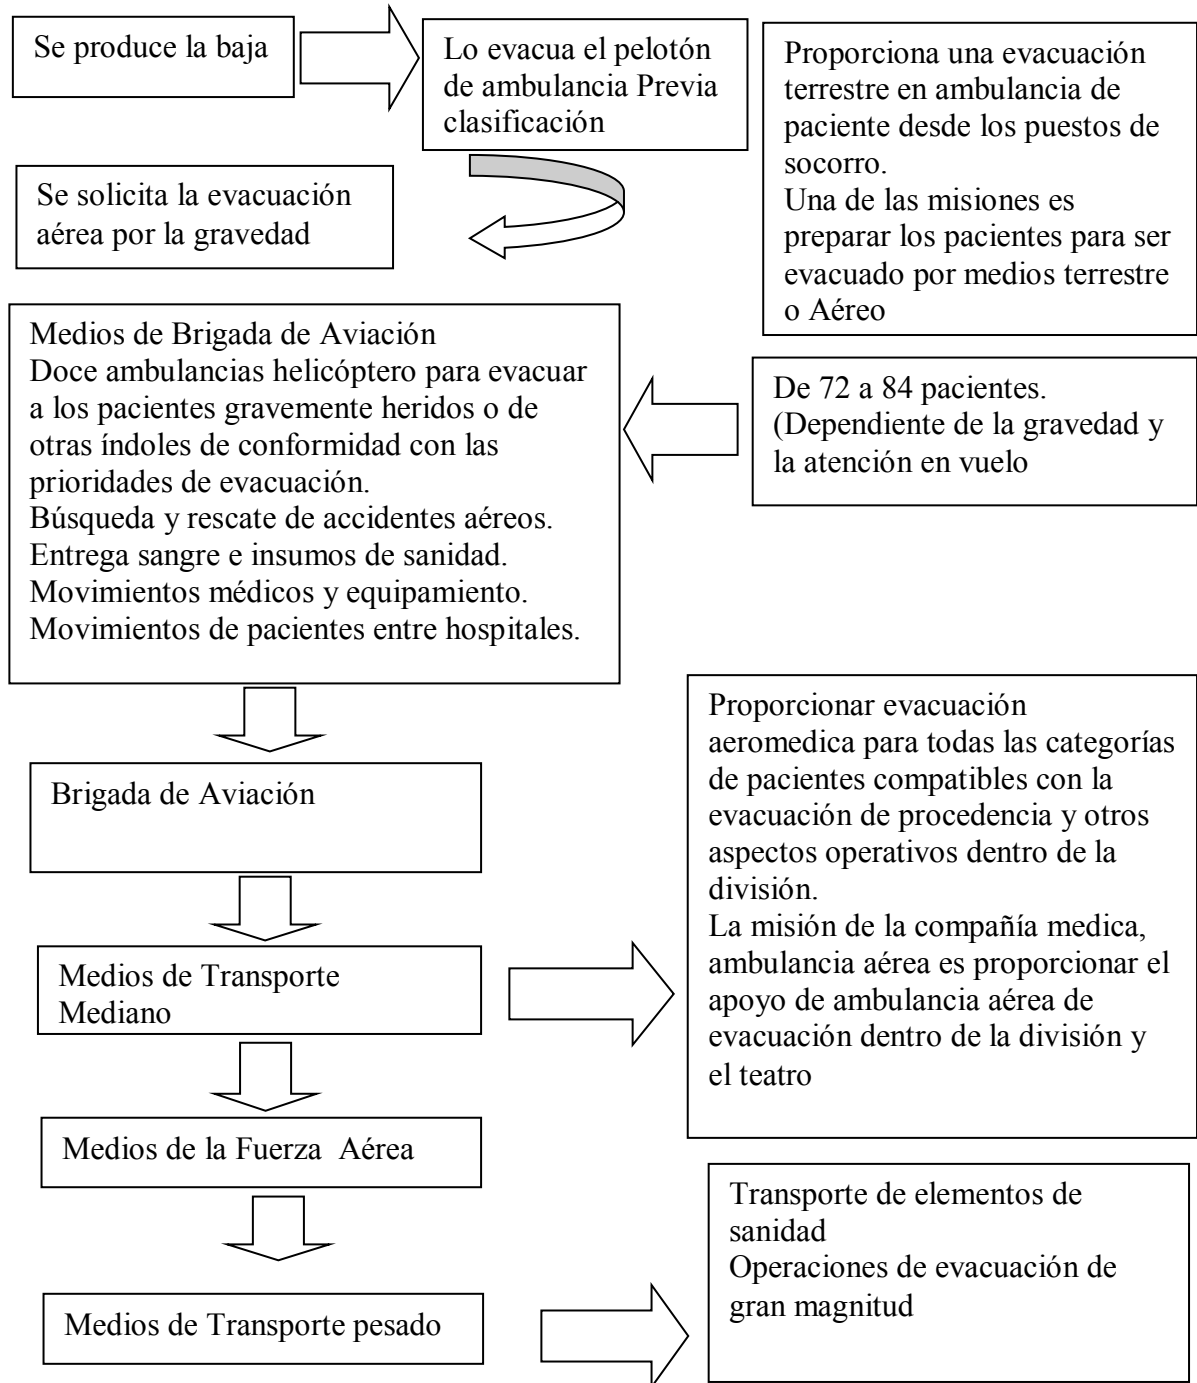 Se produce la baja
Lo evacua el pelotón
de ambulancia Previa
clasificación
Proporciona una evacuación
terrestre en ambulancia de
paciente desde los puestos de
socorro.
Una de las misiones es
preparar los pacientes para ser
evacuado por medios terrestre
o Aéreo
Se solicita la evacuación
aérea por la gravedad
Medios de Brigada de Aviación
Doce ambulancias helicóptero para evacuar
a los pacientes gravemente heridos o de
otras índoles de conformidad con las
prioridades de evacuación.
Búsqueda y rescate de accidentes aéreos.
Entrega sangre e insumos de sanidad.
Movimientos médicos y equipamiento.
Movimientos de pacientes entre hospitales.
De 72 a 84 pacientes.
(Dependiente de la gravedad y
la atención en vuelo
Brigada de Aviación
Proporcionar evacuación
aeromedica para todas las categorías
de pacientes compatibles con la
evacuación de procedencia y otros
aspectos operativos dentro de la
división.
La misión de la compañía medica,
ambulancia aérea es proporcionar el
apoyo de ambulancia aérea de
evacuación dentro de la división y
el teatro
Medios de Transporte
Mediano
Medios de la Fuerza Aérea
Transporte de elementos de
sanidad
Operaciones de evacuación de
gran magnitud
Medios de Transporte pesado